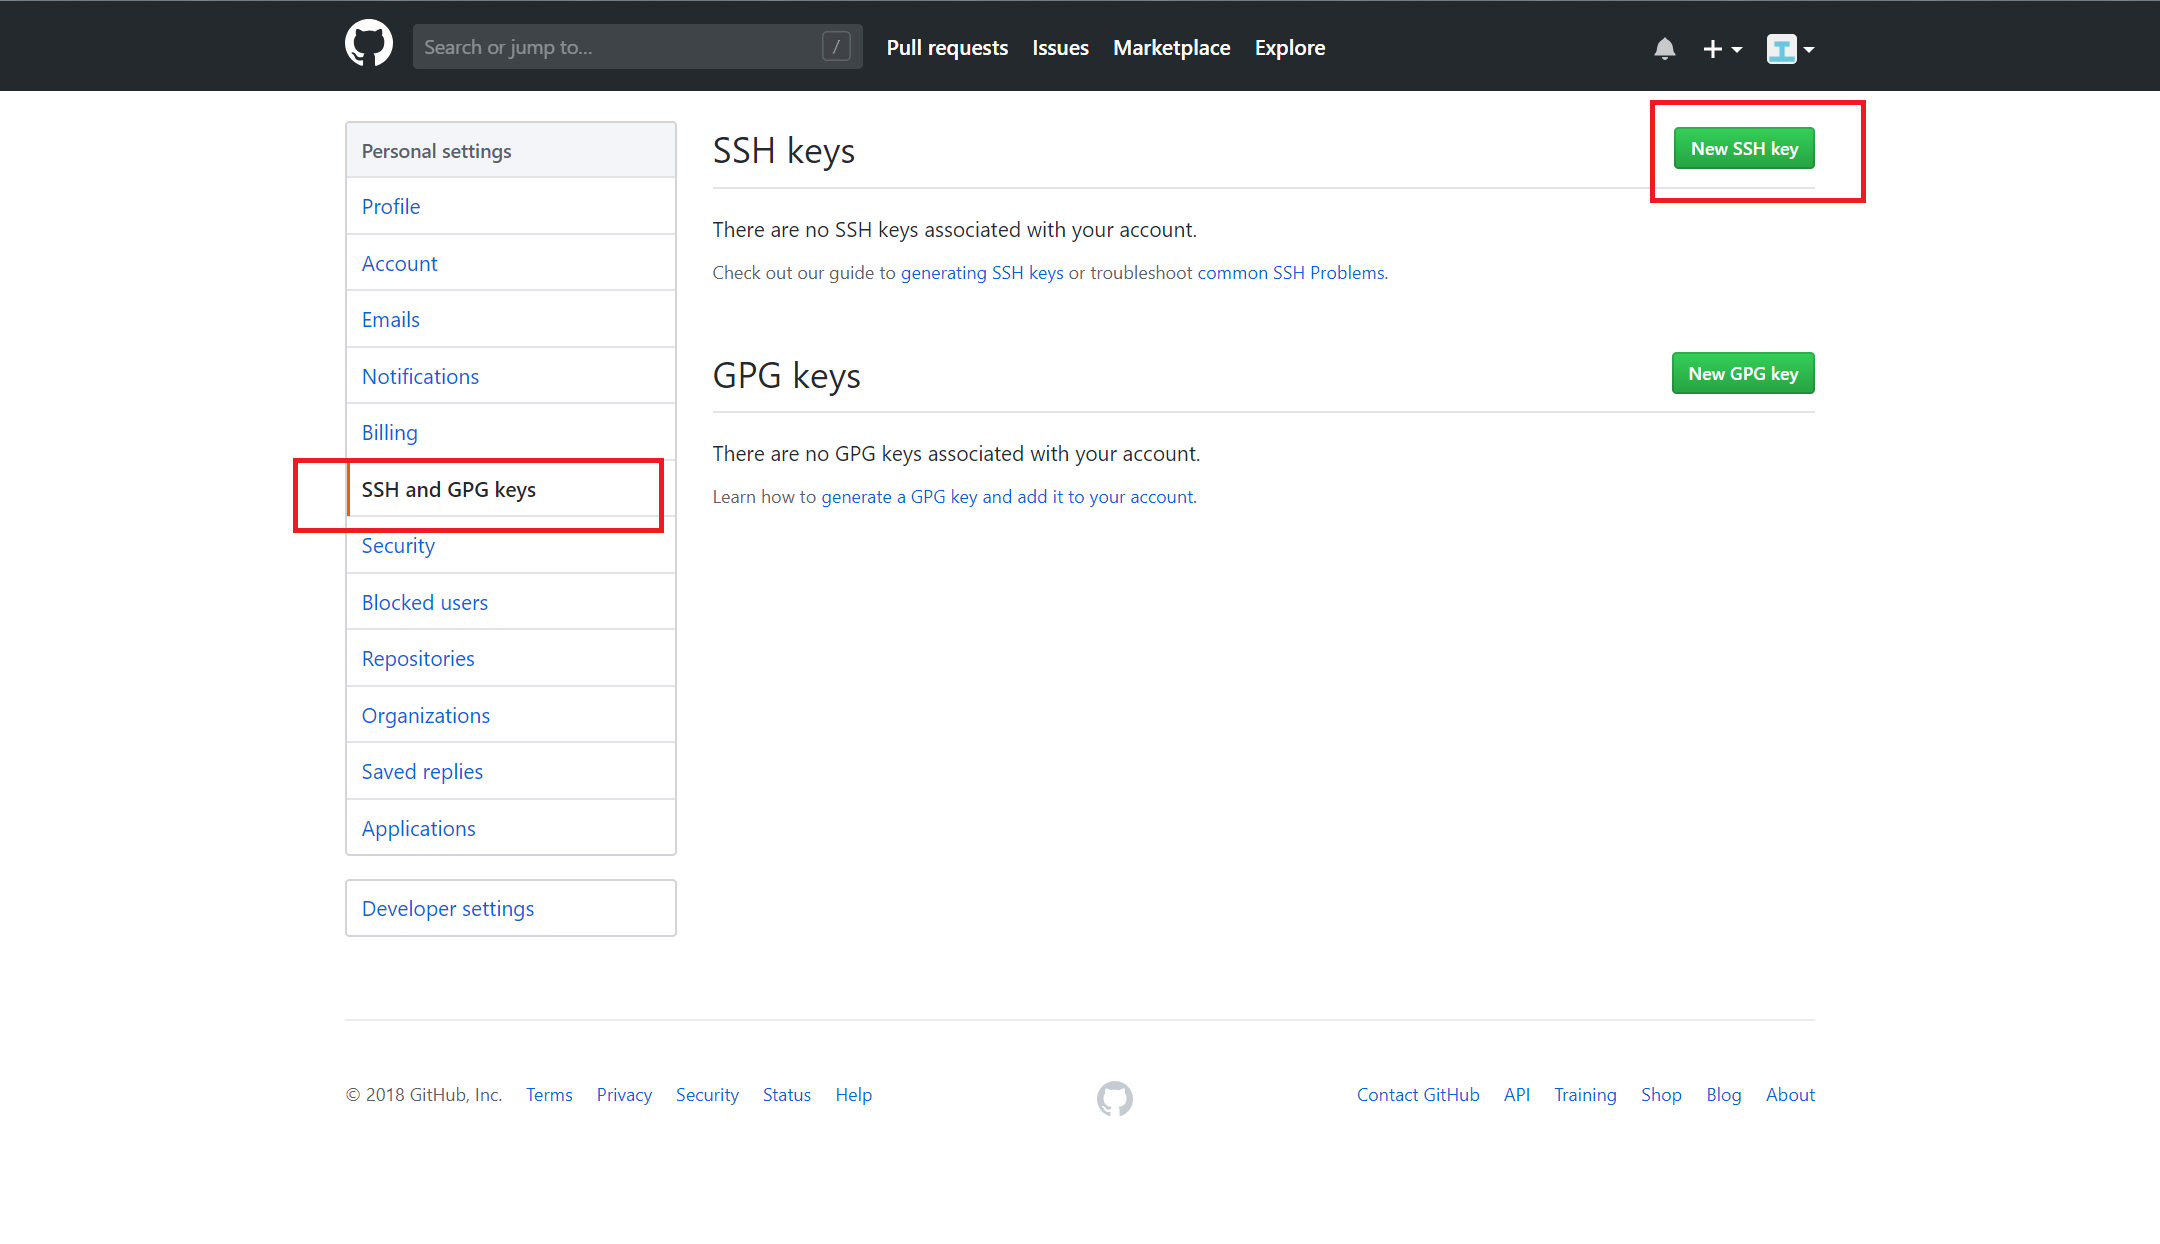 Search or jump to...
/
Pull requests
Issues
Marketplace
Explore
Personal settings
Profile
Account
Emails
Notifications
Billing
SSH and GPG keys
Security
Blocked users
Repositories
Organizations
Saved replies
Applications
Developer settings
SSH keys
New SSH key
There are no SSH keys associated with your account.
Check out our guide to generating SSH keys or troubleshoot common SSH Problems.
GPG keys
New GPG key
There are no GPG keys associated with your account.
Learn how to generate a GPG key and add it to your account.
© 2018 GitHub, Inc.
Terms
Privacy
Security
Status
Help
Contact GitHub
API
Training
Shop
Blog
About